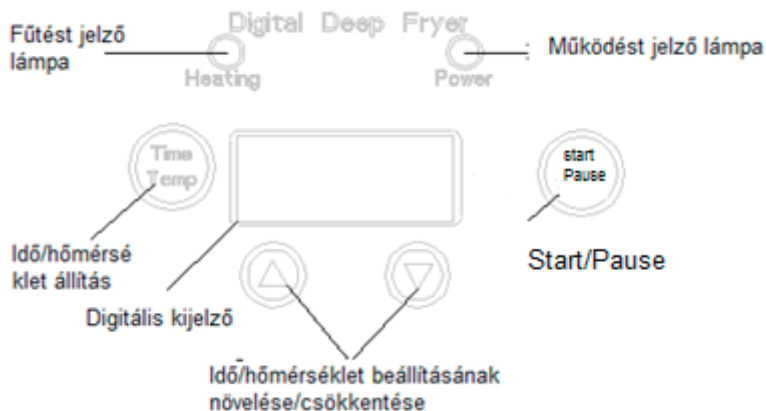 Digital Deep Fryer
Fűtést jelző
lámpa
Működést jelző lámpa
Heating
Power
Time
Temp
start
Pause
Idő/hőmérsé
klet állítás
Start/Pause
Digitális kijelző
Idő/hőmérséklet beállításának
növelése/csökkentése